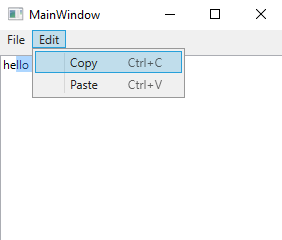 MainWindow
File Edit
hello
Copy Ctrl+C
Paste Ctrl+V